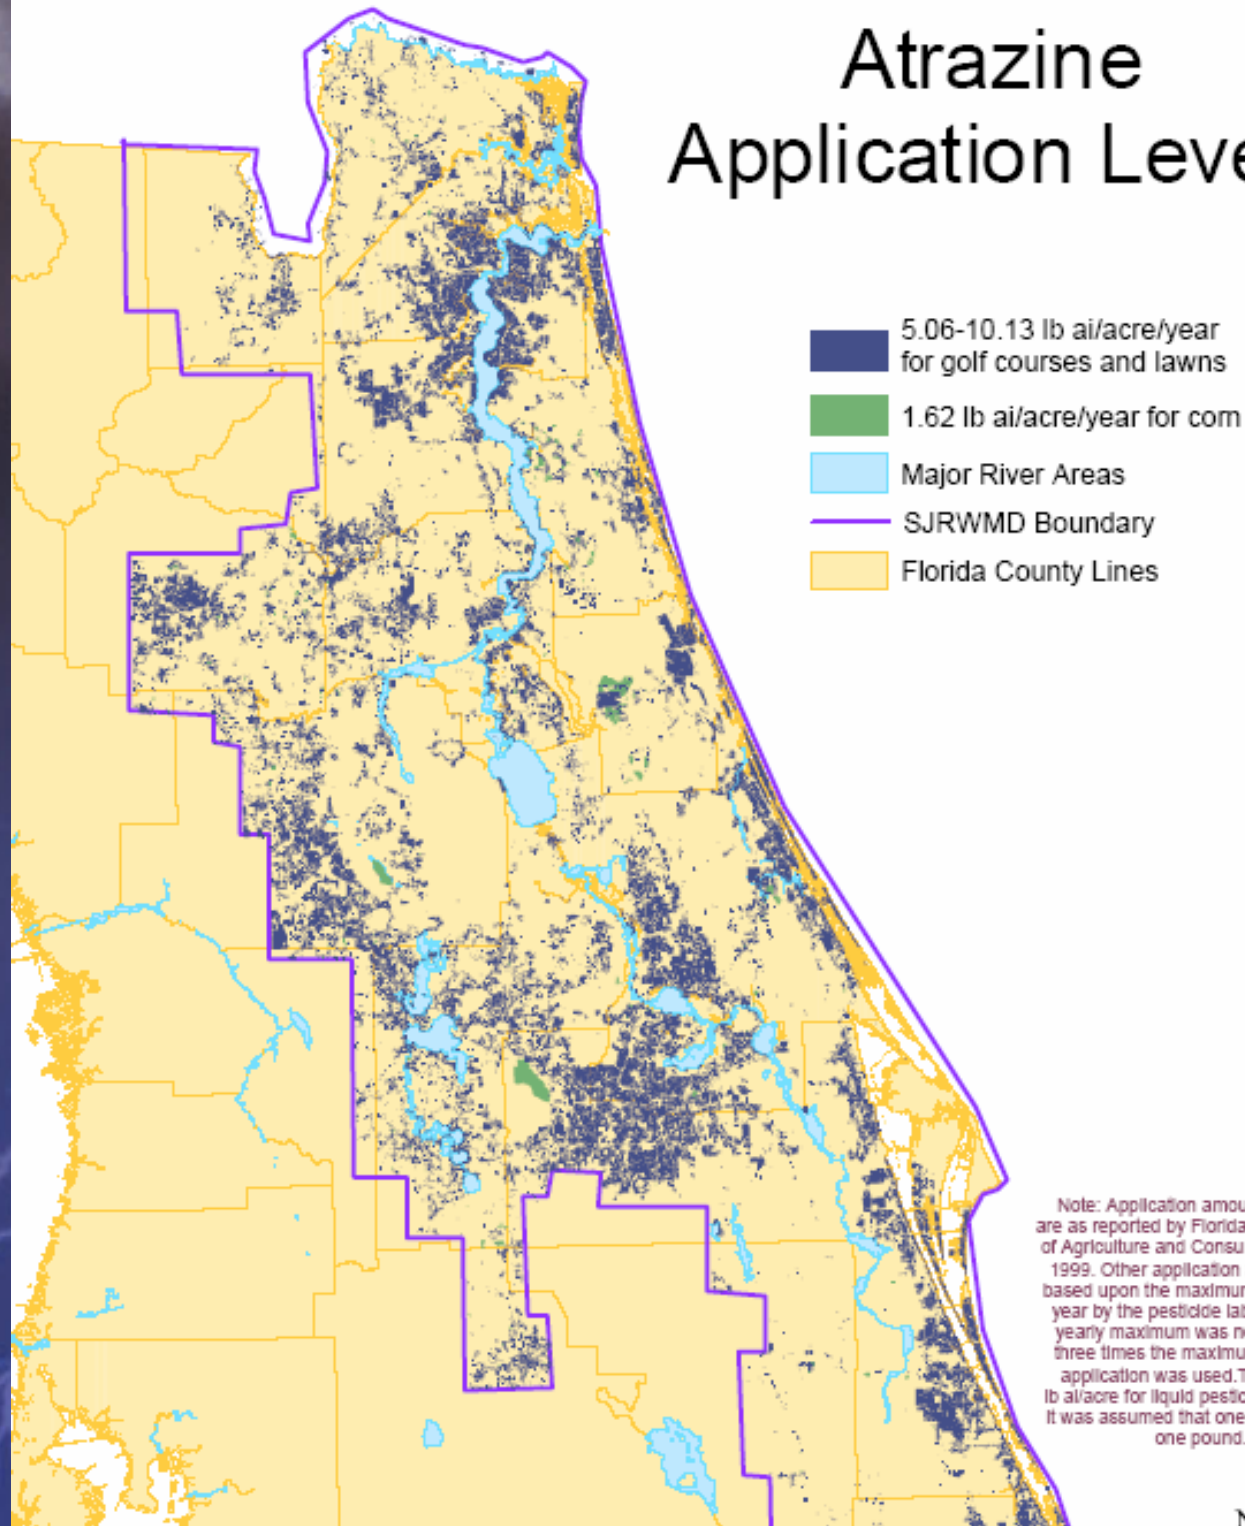 Atrazine
Application Leve
5.06-10.13 lb ai/acre/year
for golf courses and lawns
1.62 lb ai/acre/year for corn
Major River Areas
SJRWMD Boundary
Florida County Lines
Note: Application amou
are as reported by Florida
of Agriculture and Consu
1999. Other application
based upon the maximum
year by the pesticide lab
yearly maximum was no
three times the maximu
application was used.T
lb ai/acre for liquid pestic
It was assumed that one
one pound.
N